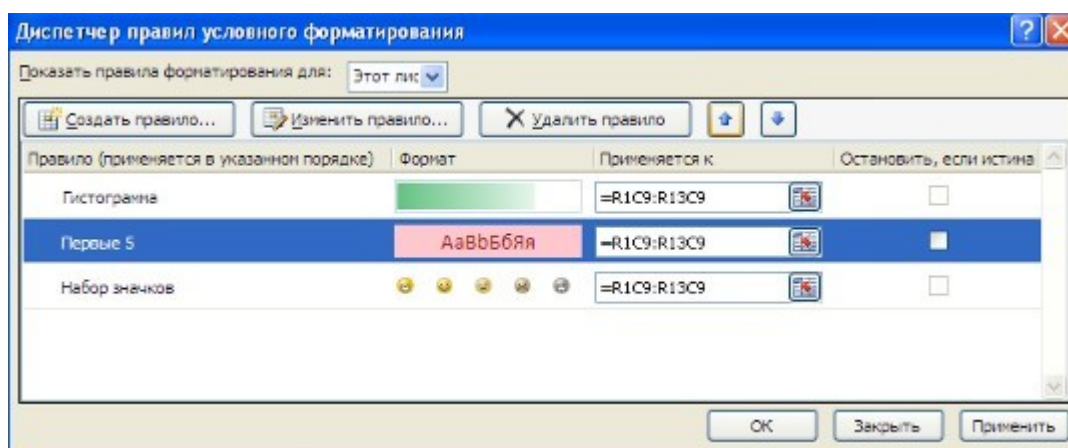 Диспетчер правил условного форматирования
Показать правила форматирования для: Этот лис
Создать правило... Изменить правило... Удалить правило
Правило (применяется в указанном порядке) Формат Применяется к Остановить, если истина
Гистограмма =R1C9:R13C9
Первые 5 АаВbБбЯя =R1C9:R13C9
Набор значков =R1C9:R13C9
ОК Закрыть Применить